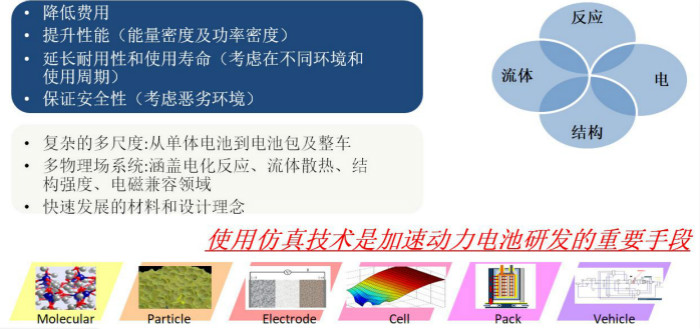 • 降低费用
• 提升性能（能量密度及功率密度）
• 延长耐用性和使用寿命（考虑在不同环境和
使用周期）
• 保证安全性（考虑恶劣环境）
反应
流体
电
结构
• 复杂的多尺度:从单体电池到电池包及整车
• 多物理场系统:涵盖电化反应、流体散热、结
构强度、电磁兼容领域
• 快速发展的材料和设计理念
使用仿真技术是加速动力电池研发的重要手段
Molecular
Particle
Electrode
Cell
Pack
Vehicle